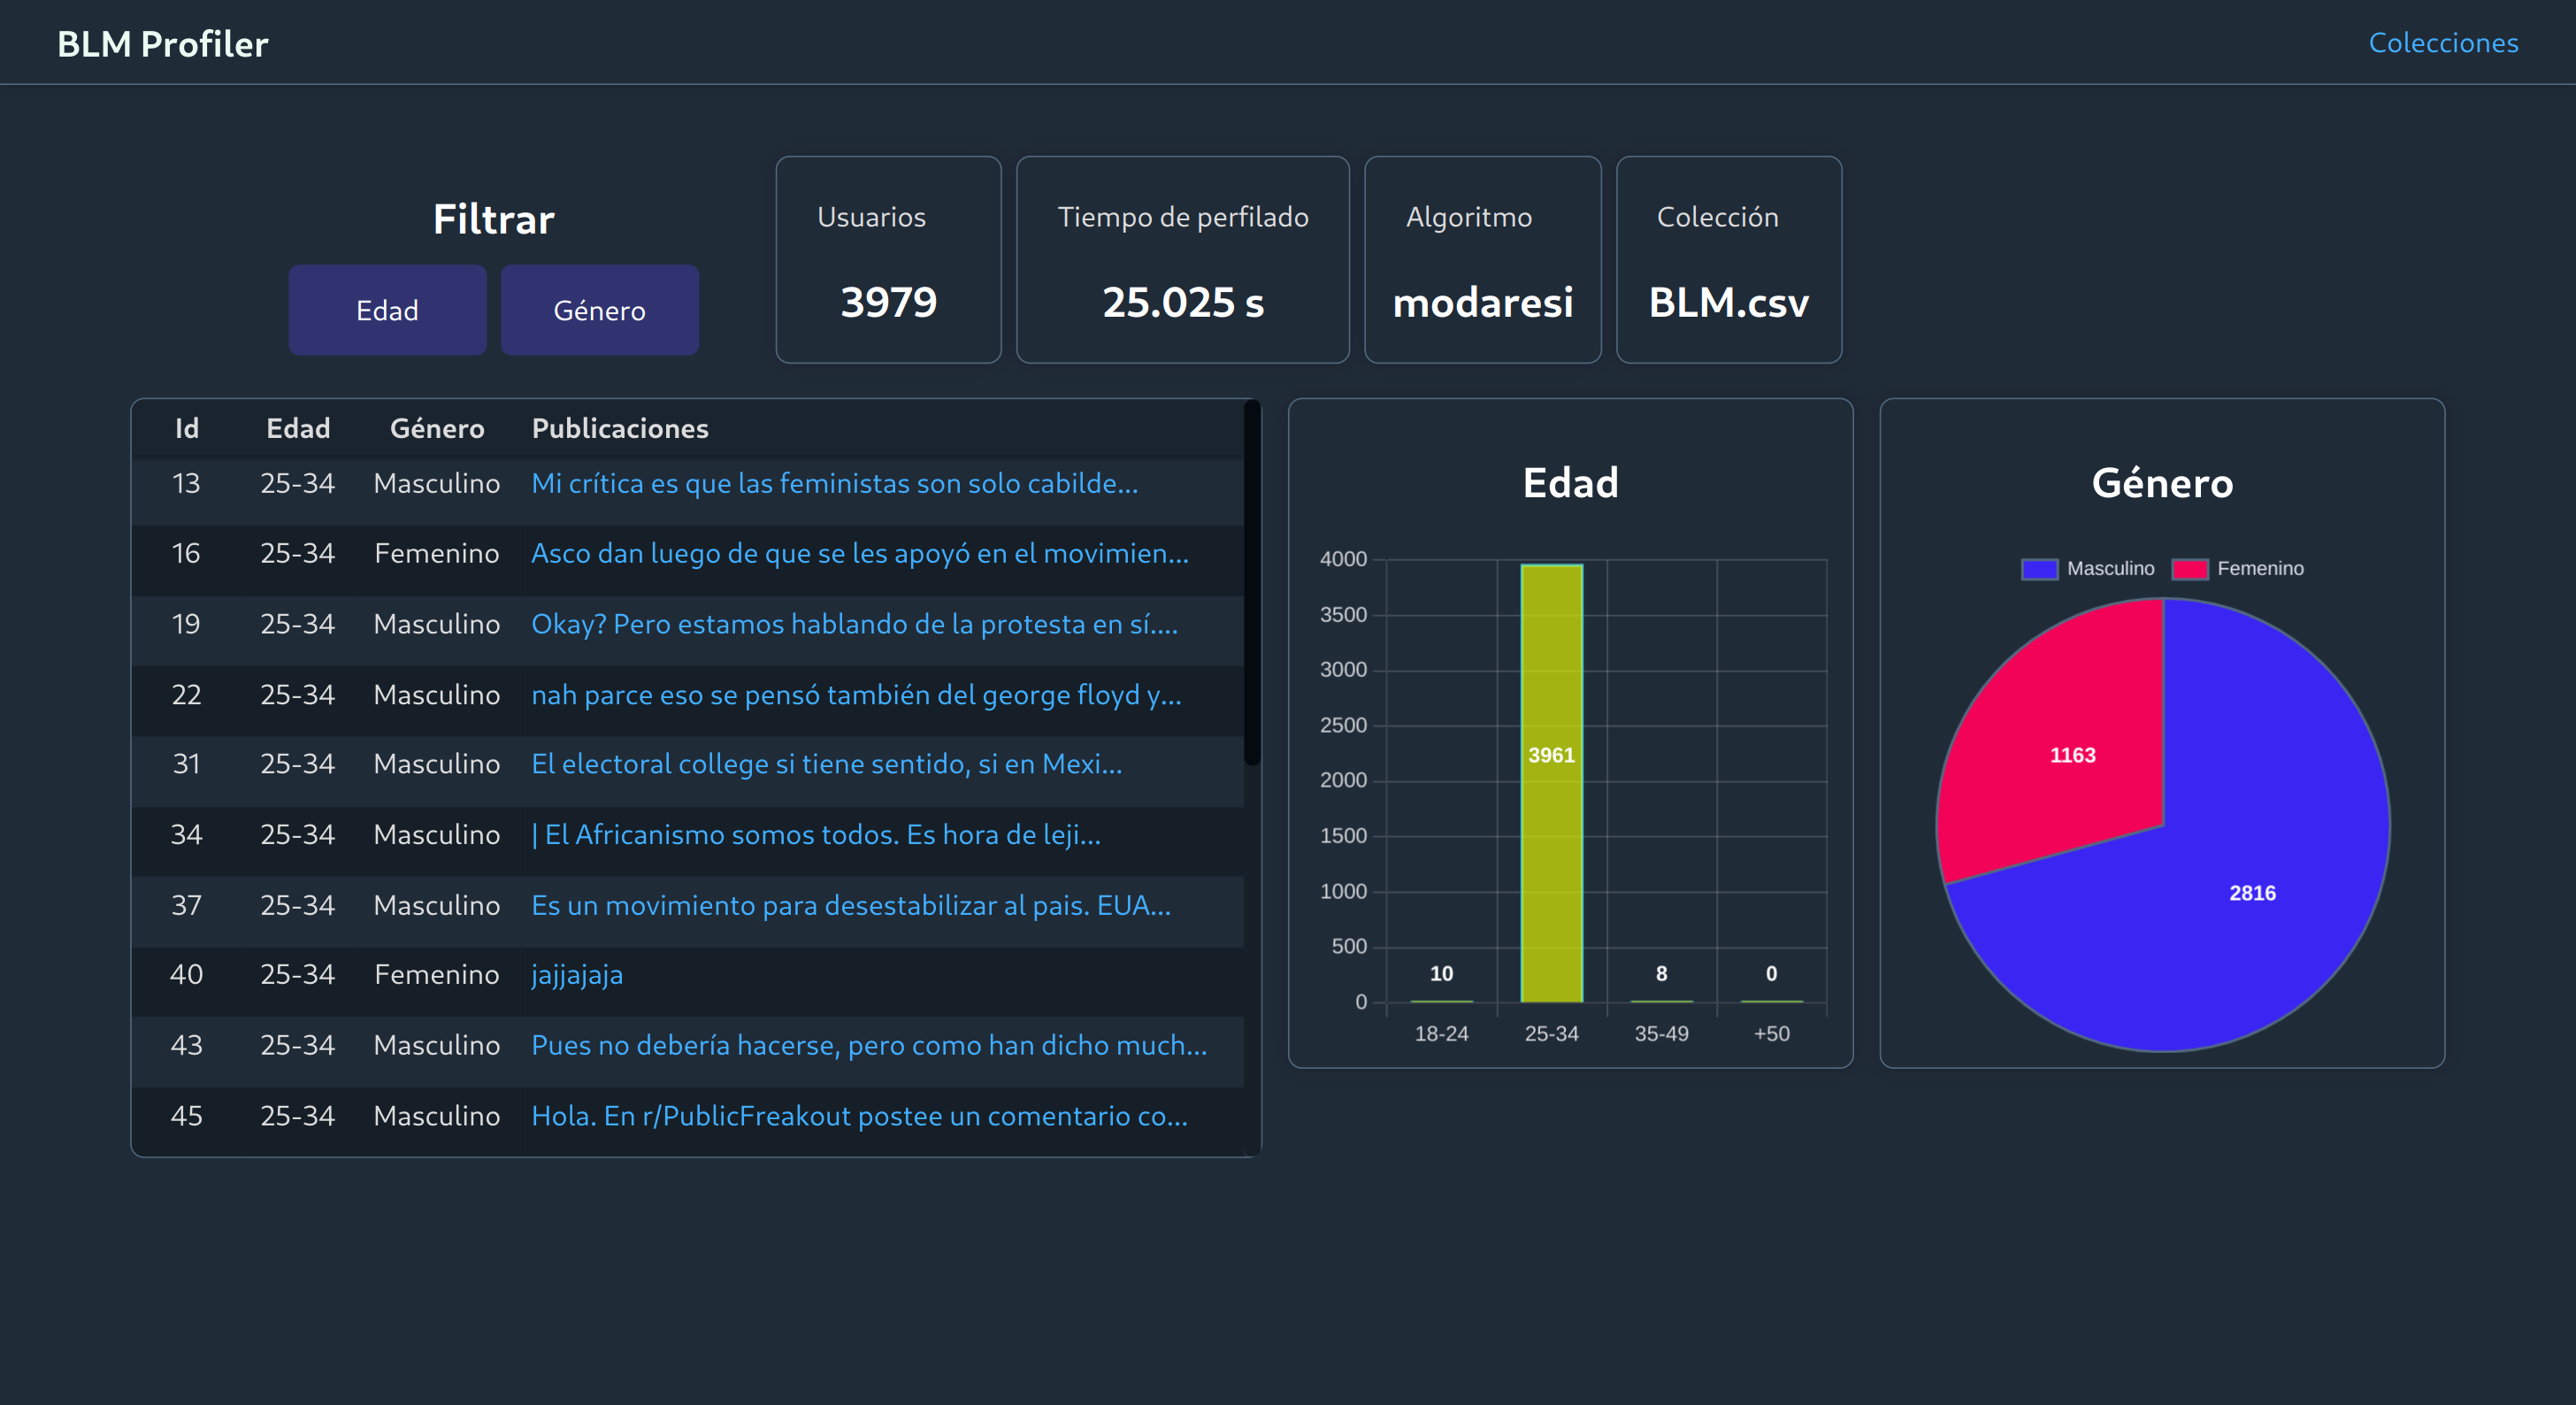 BLM Profiler
Colecciones
Filtrar
Edad
Género
Usuarios
3979
Tiempo de perfilado
25.025 s
Algoritmo
modaresi
Colección
BLM.csv
Id Edad Género Publicaciones
13 25-34 Masculino Mi crítica es que las feministas son solo cabilde...
16 25-34 Femenino Asco dan luego de que se les apoyó en el movimien...
19 25-34 Masculino Okay? Pero estamos hablando de la protesta en sí....
22 25-34 Masculino nah parce eso se pensó también del george floyd y...
31 25-34 Masculino El electoral college si tiene sentido, si en Mexi...
34 25-34 Masculino | El Africanismo somos todos. Es hora de leji...
37 25-34 Masculino Es un movimiento para desestabilizar al pais. EUA...
40 25-34 Femenino jajjajaja
43 25-34 Masculino Pues no debería hacerse, pero como han dicho much...
45 25-34 Masculino Hola. En r/PublicFreakout postee un comentario co...
Edad
4000
3500
3000
2500
2000
1500
1000
500
0
10
3961
8
0
18-24 25-34 35-49 +50
Género
Masculino Femenino
1163
2816